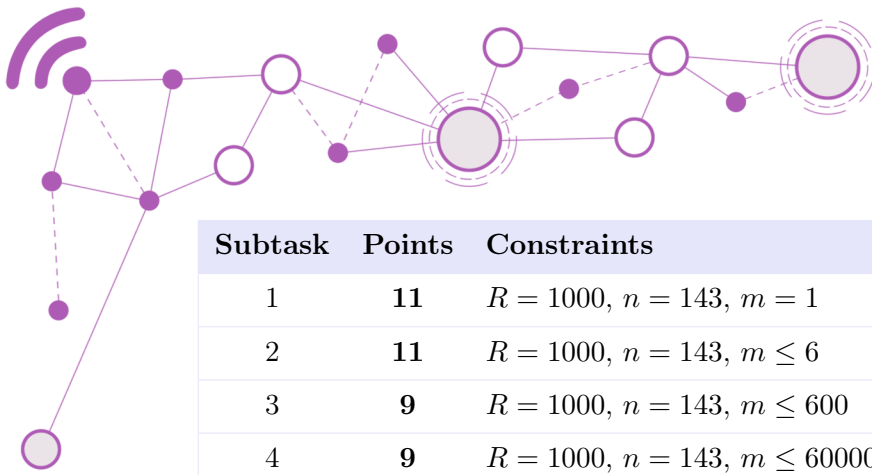 Subtask Points Constraints
1 11 R = 1000, n = 143, m = 1
2 11 R = 1000, n = 143, m ≤ 6
3 9 R = 1000, n = 143, m ≤ 600
4 9 R = 1000, n = 143, m ≤ 60000